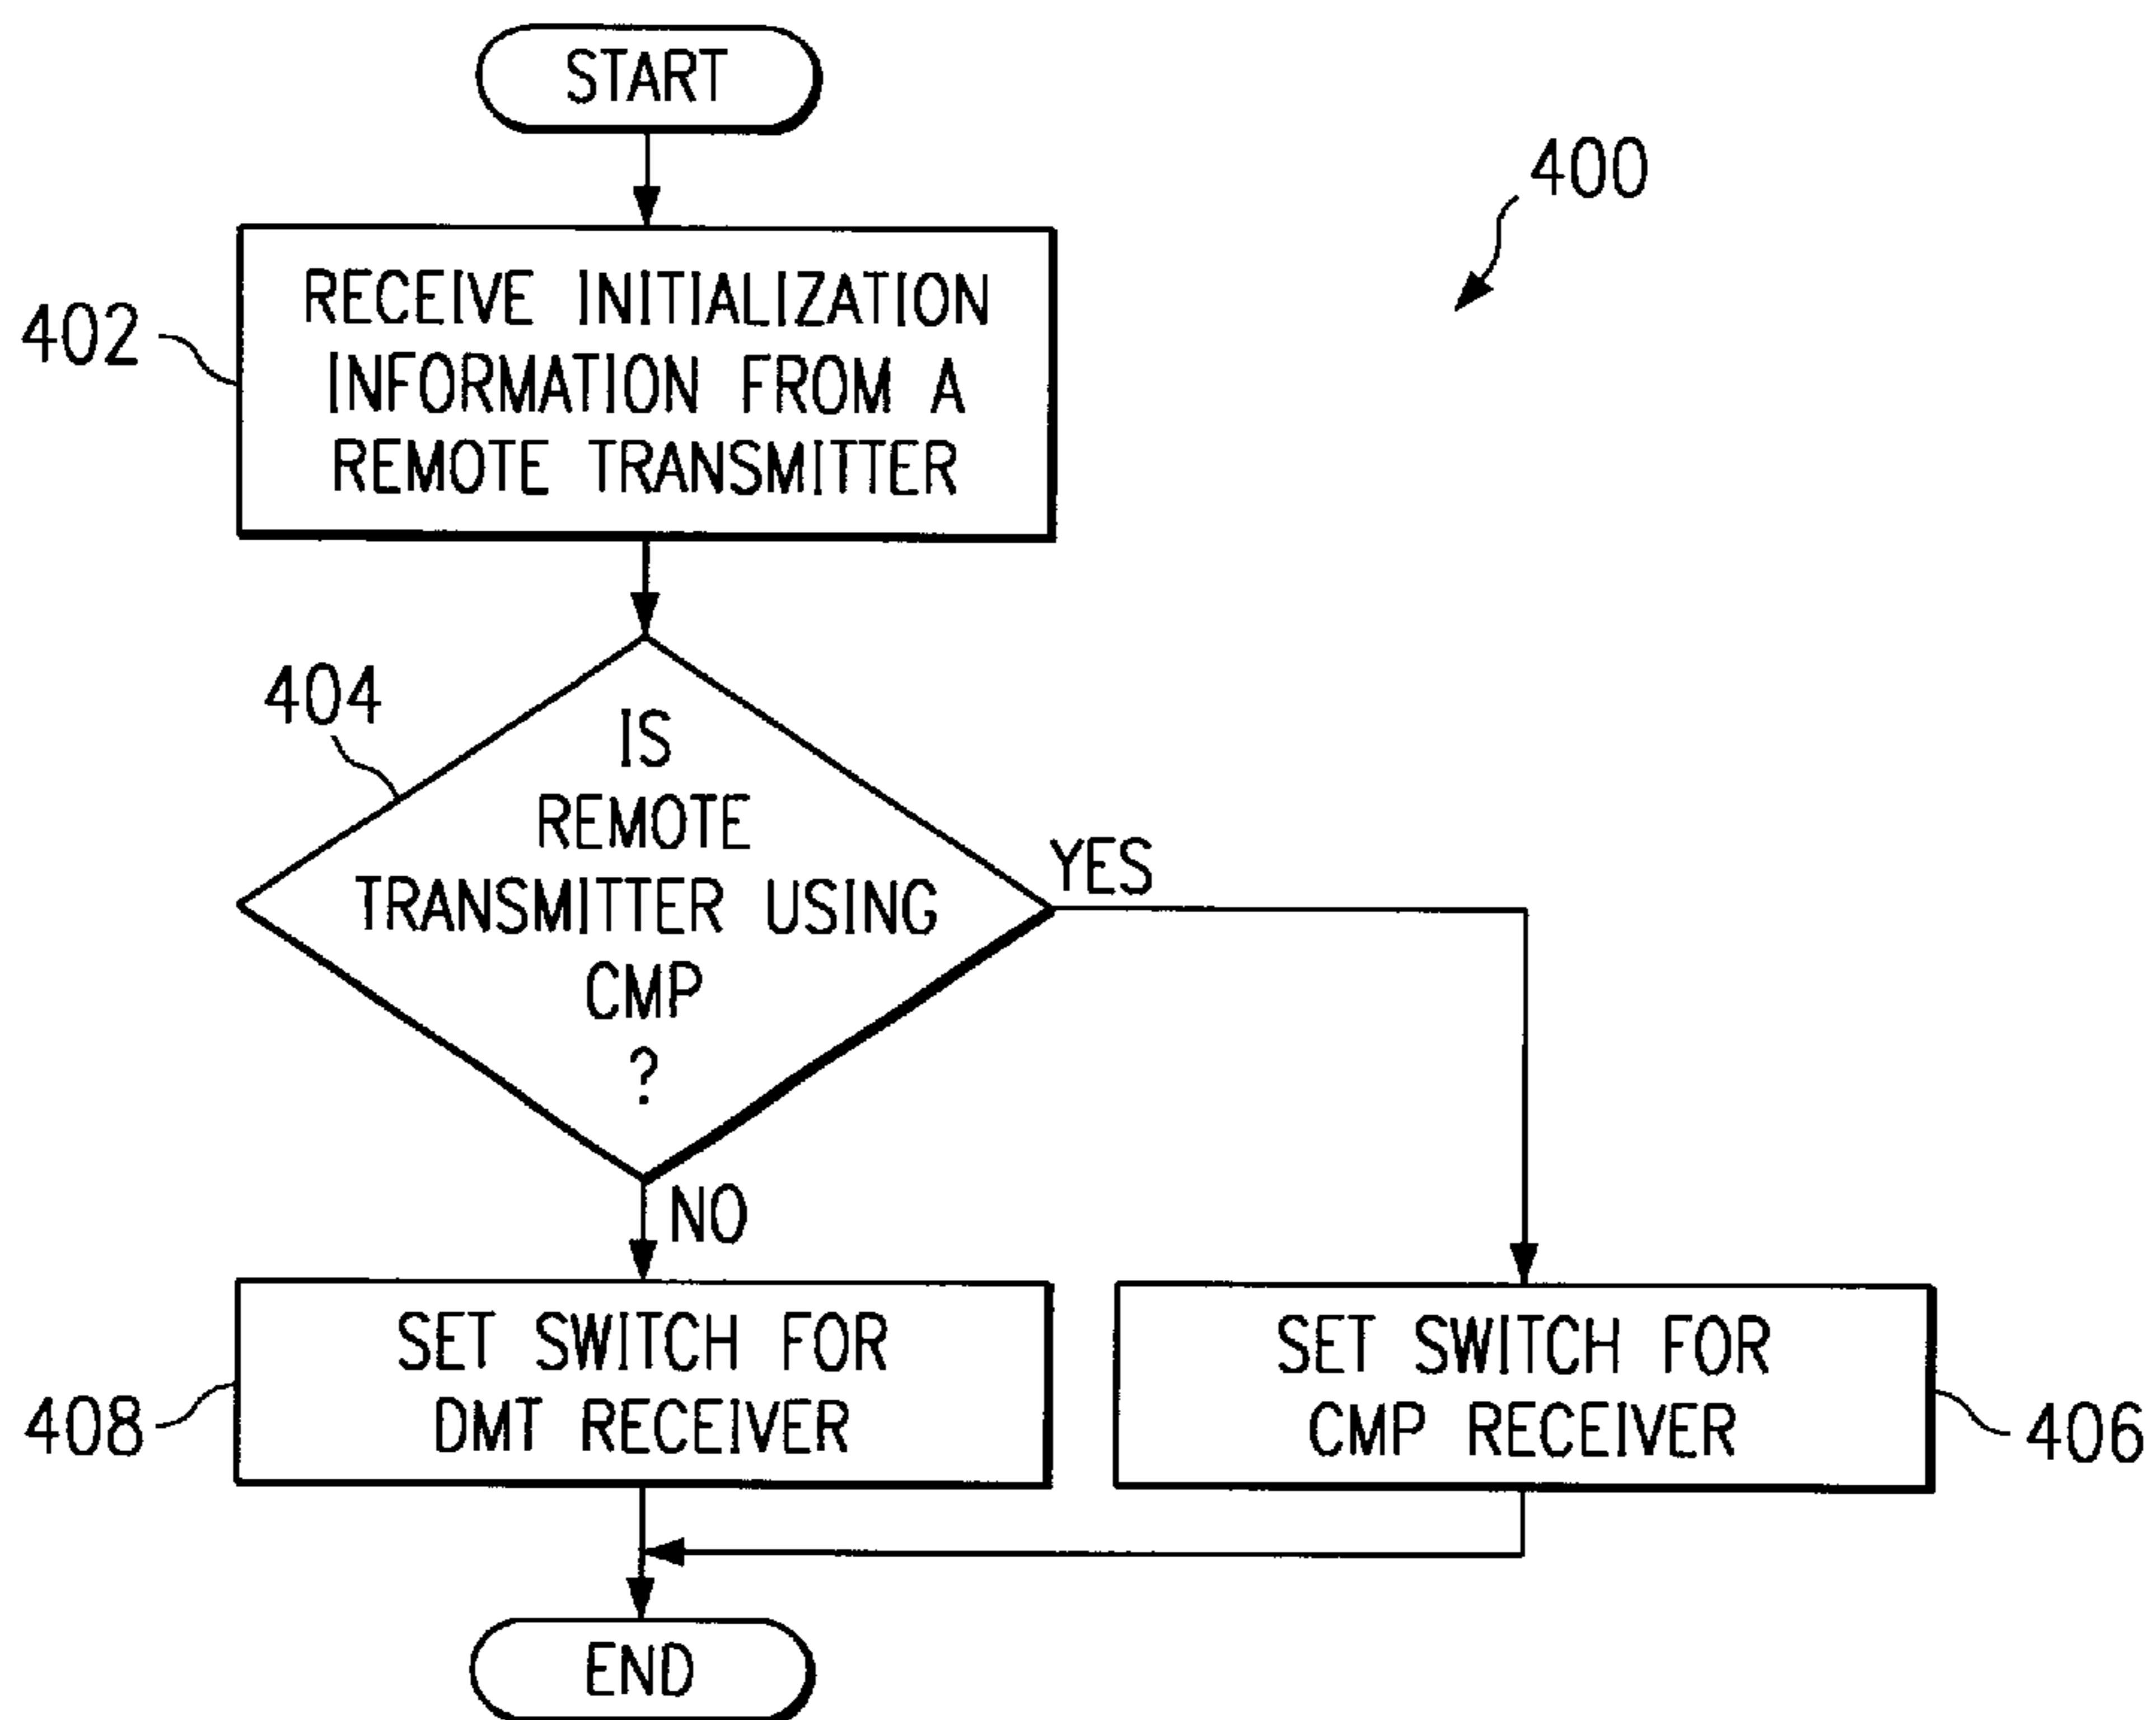 START
400
402
RECEIVE INITIALIZATION
INFORMATION FROM A
REMOTE TRANSMITTER
404
IS
REMOTE
TRANSMITTER USING
CMP
?
YES
NO
408
SET SWITCH FOR
DMT RECEIVER
SET SWITCH FOR
CMP RECEIVER
406
END